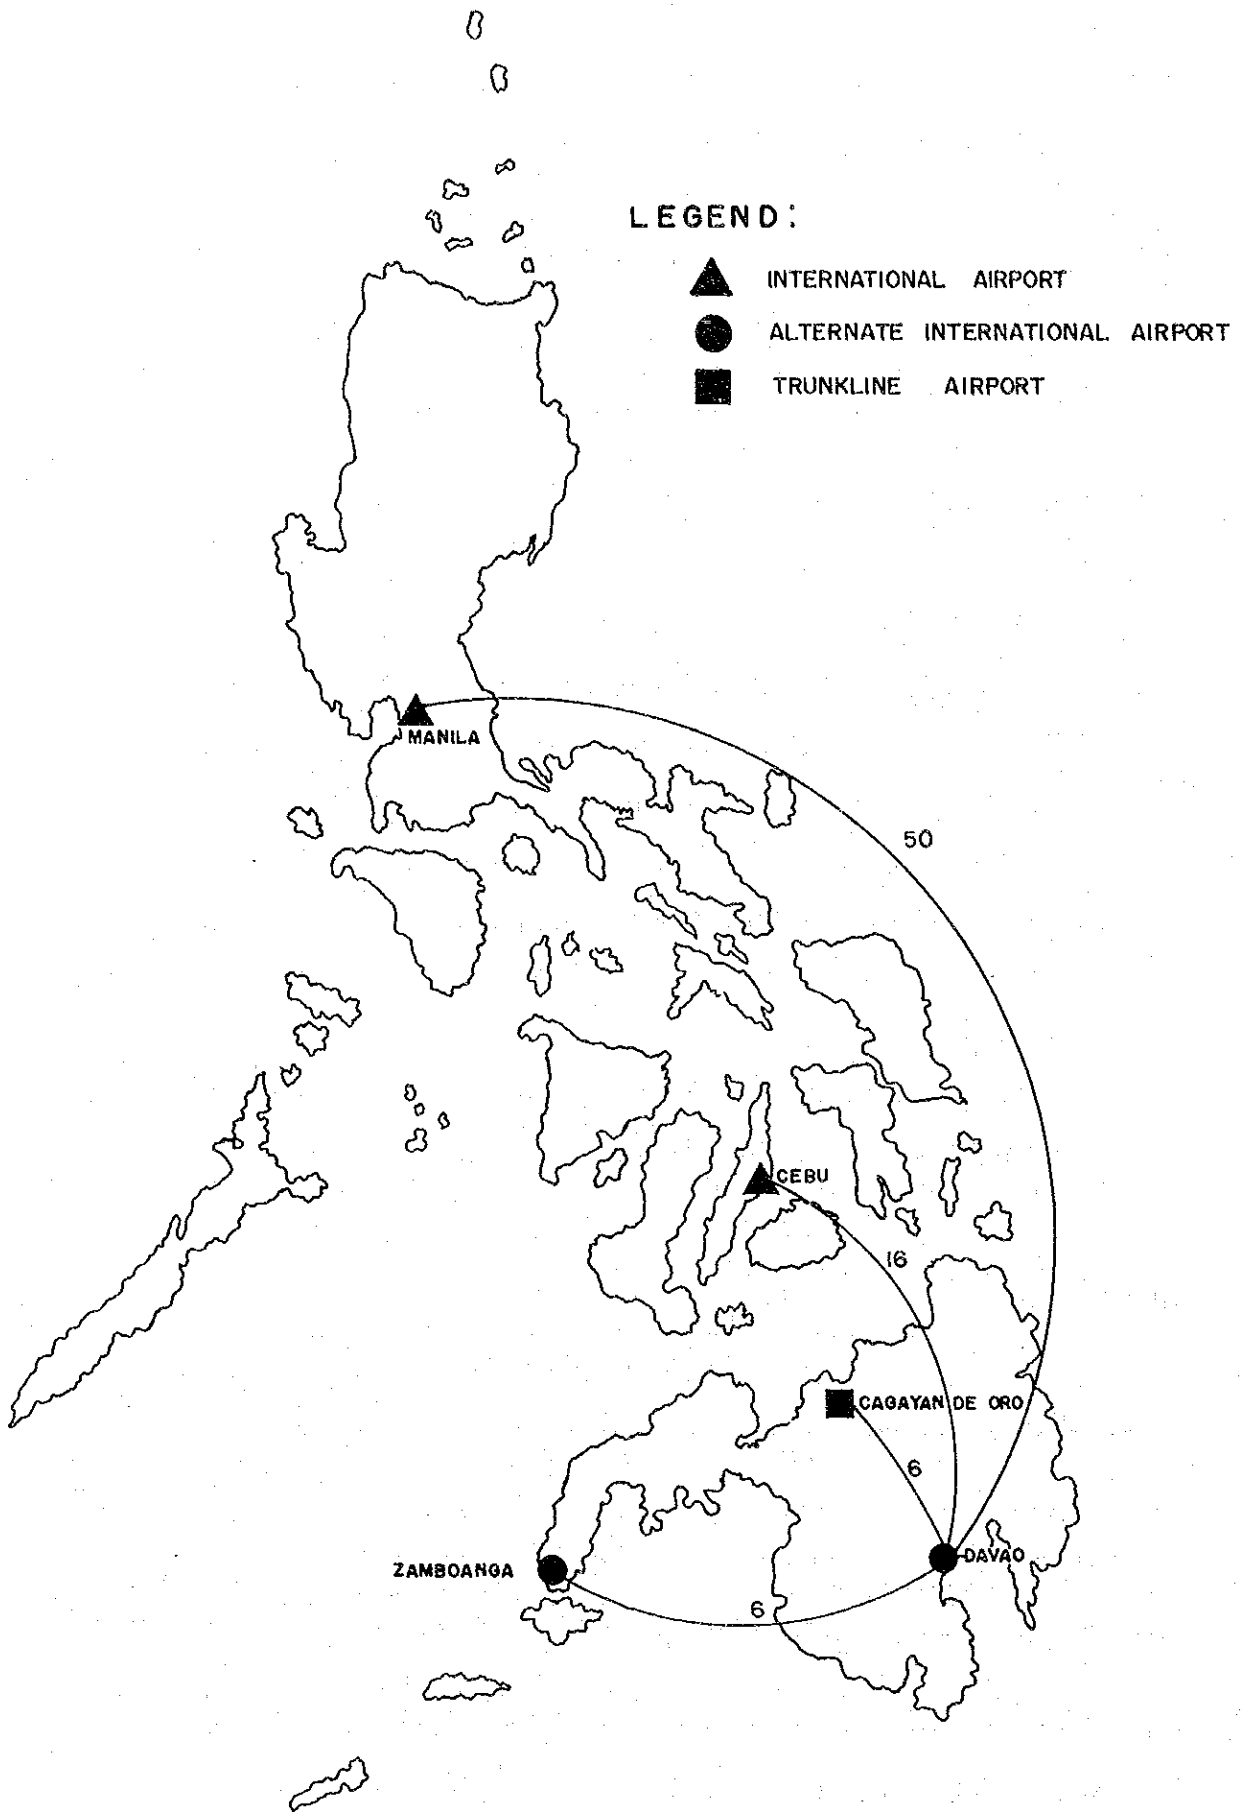 LEGEND:
INTERNATIONAL AIRPORT
ALTERNATE INTERNATIONAL AIRPORT
TRUNKLINE AIRPORT
MANILA
50
CEBU
16
CAGAYAN DE ORO
6
ZAMBOANGA
DAVAO
6